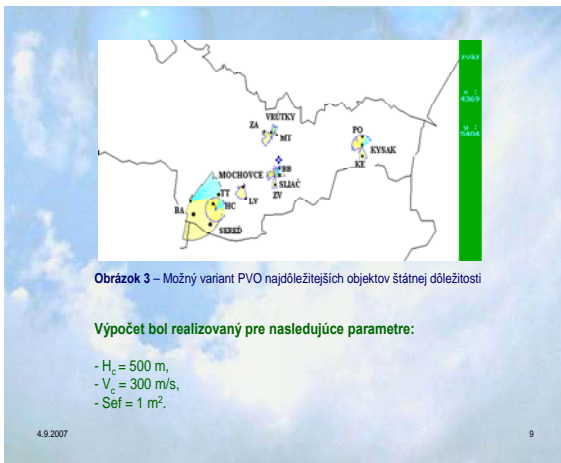 zväz
x :
4369
y :
5404
VRÚTKY
ZA
MT
PO
KYSAK
KE
BB
MOCHOVCE
SLIAČ
TT
ZV
HC
LV
BA
SEREĎ
Obrázok 3 – Možný variant PVO najdôležitejších objektov štátnej dôležitosti
Výpočet bol realizovaný pre nasledujúce parametre:
- Hc = 500 m,
- Vc = 300 m/s,
- Sef = 1 m².
4.9.2007
9